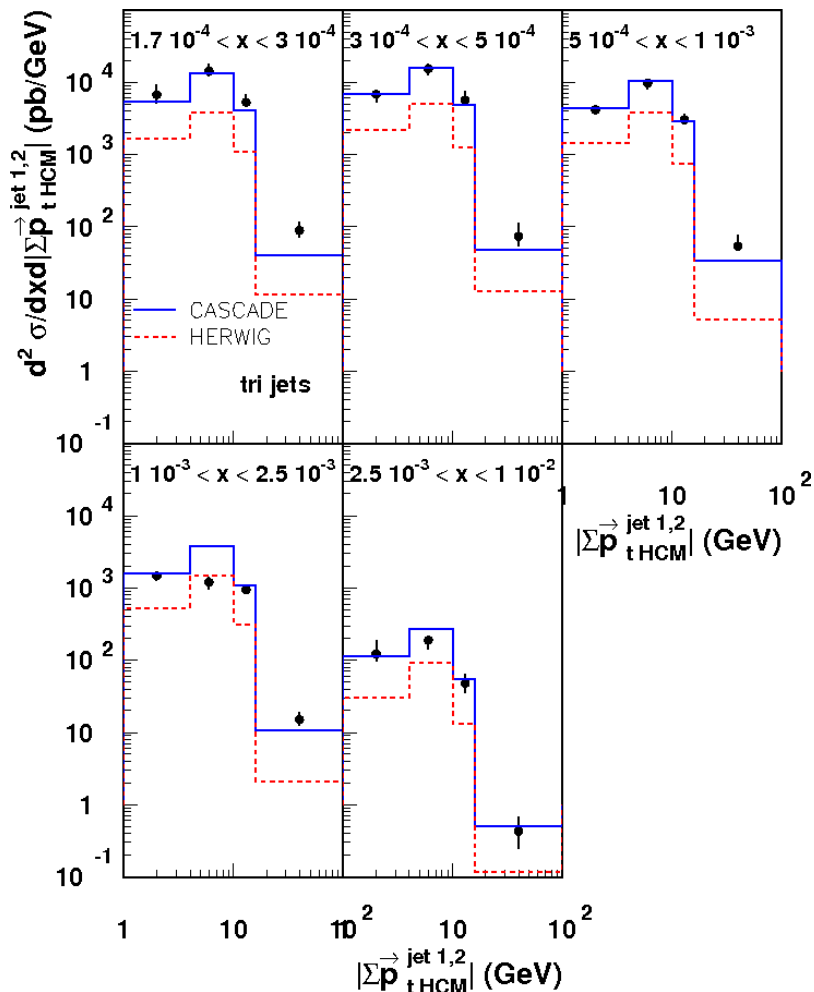 1.7 10⁻⁴ < x < 3 10⁻⁴
3 10⁻⁴ < x < 5 10⁻⁴
5 10⁻⁴ < x < 1 10⁻³
d² σ/dxd|Σp⃗ jet 1,2 t HCM| (pb/GeV)
10⁴
10³
10²
10
1
10⁻¹
CASCADE
HERWIG
tri jets
1 10⁻³ < x < 2.5 10⁻³
2.5 10⁻³ < x < 1 10⁻²
1
10
10²
|Σp⃗ jet 1,2 t HCM| (GeV)
10⁴
10³
10²
10
1
10⁻¹
1
10
10²
1
10
10²
|Σp⃗ jet 1,2 t HCM| (GeV)